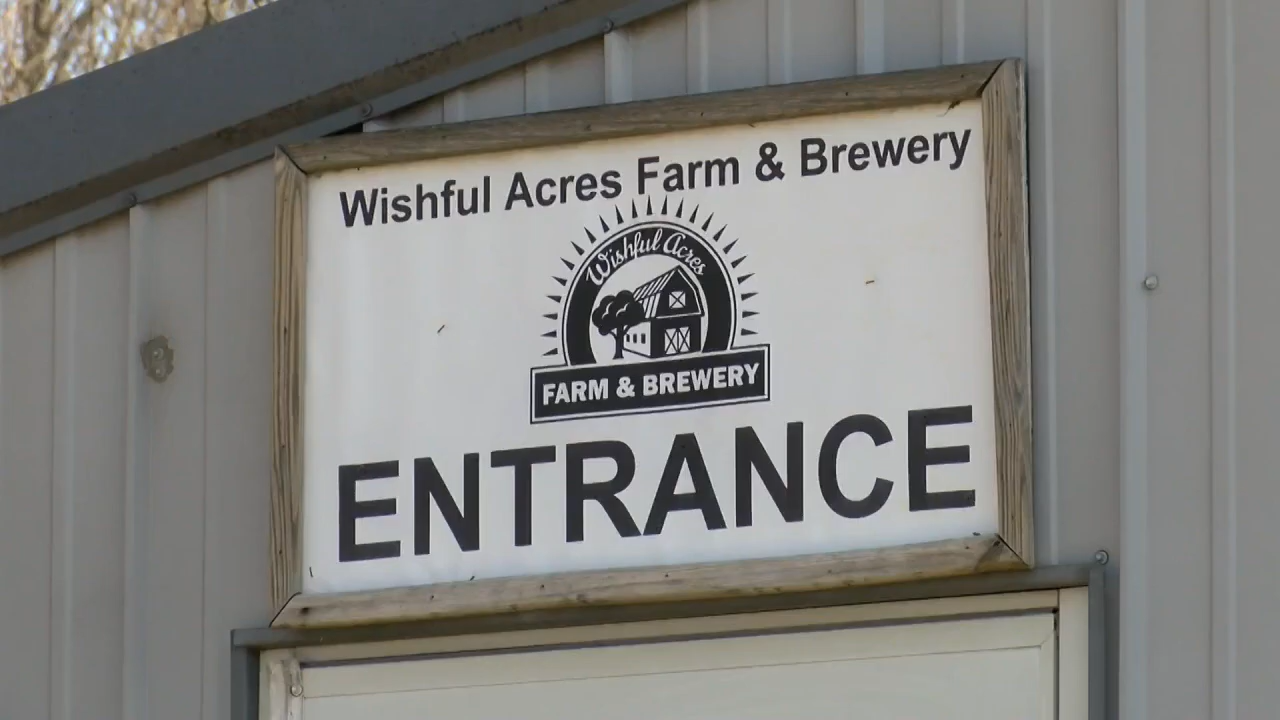 Wishful Acres Farm & Brewery
Wishful Acres
FARM & BREWERY
ENTRANCE